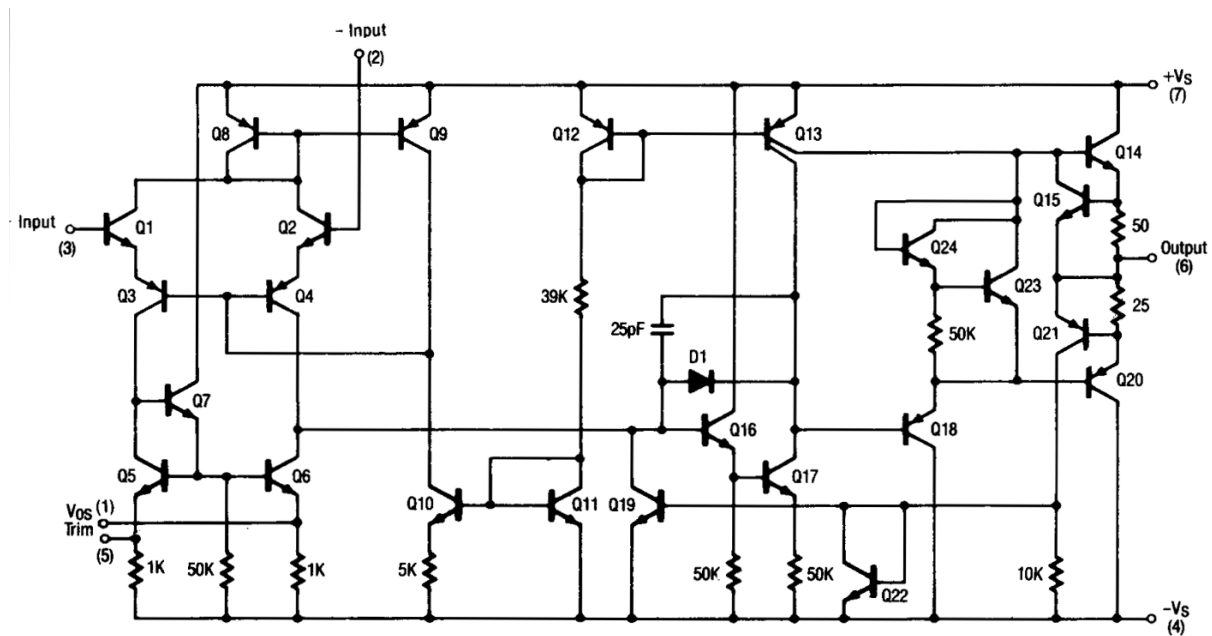 - Input
(2)
+VS
(7)
Q8
Q9
Q12
Q13
Q14
Q15
- Input
(3)
Q1
Q2
50
Output
(6)
Q24
Q3
Q4
39K
Q23
25
25pF
50K
Q21
D1
Q7
Q20
Q16
Q18
Q5
Q6
Q17
Q10
Q11
Q19
VOS (1)
Trim
(5)
1K
50K
1K
5K
50K
50K
Q22
10K
-VS
(4)